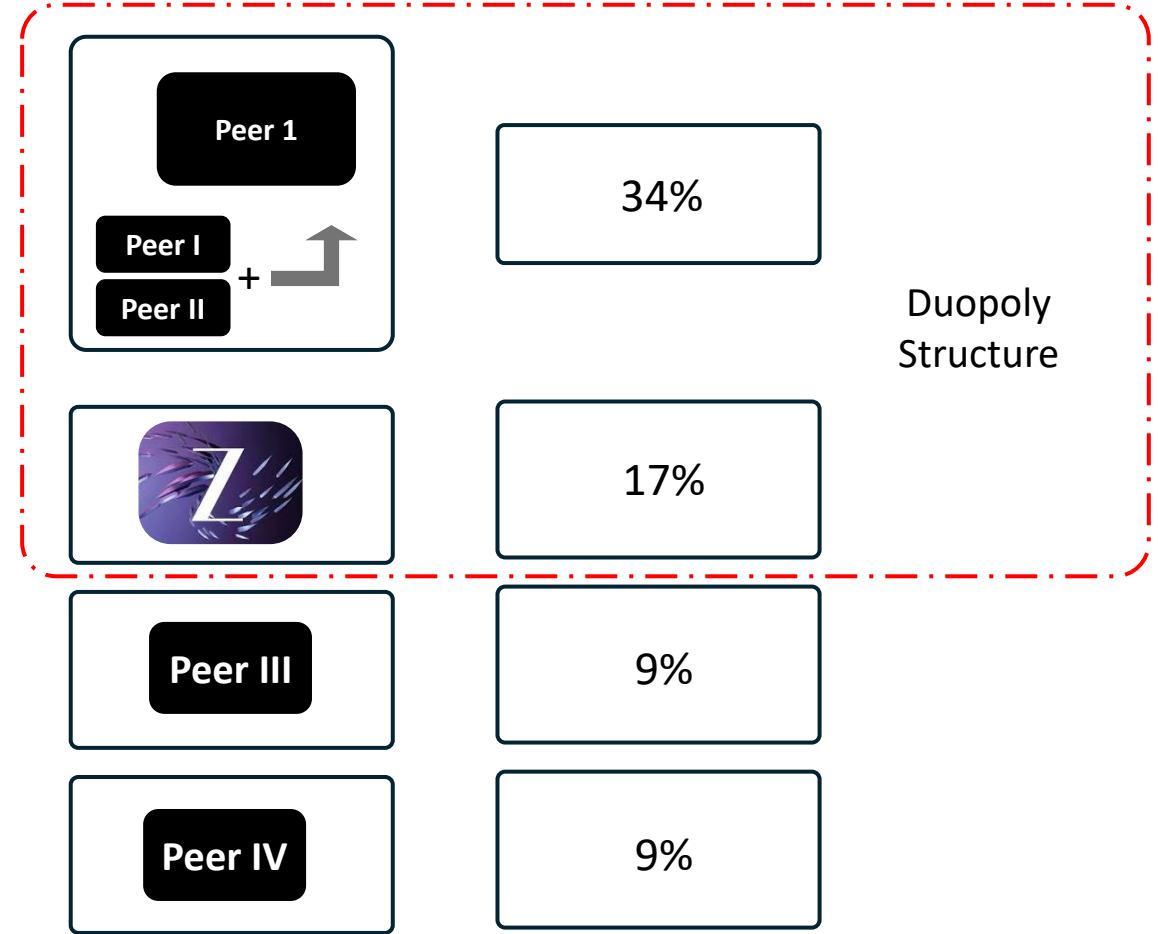 Peer 1
34%
Peer I
+
Peer II
Duopoly
Structure
Z
17%
Peer III
9%
Peer IV
9%